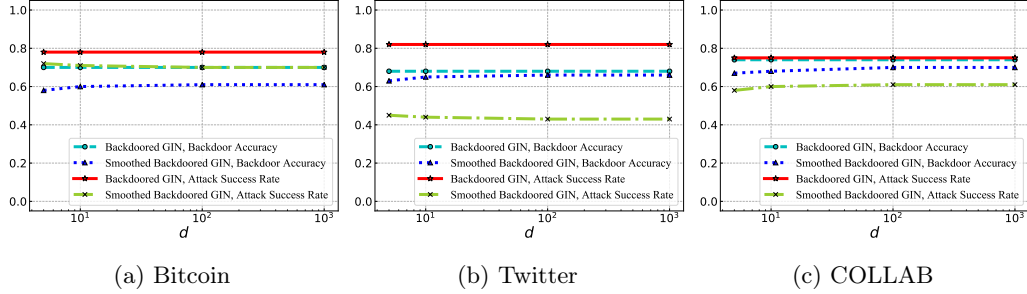 1.0
0.8
0.6
0.4
0.2
0.0
Backdoored GIN, Backdoor Accuracy
Smoothed Backdoored GIN, Backdoor Accuracy
Backdoored GIN, Attack Success Rate
Smoothed Backdoored GIN, Attack Success Rate
10¹ 10² 10³
d
(a) Bitcoin
1.0
0.8
0.6
0.4
0.2
0.0
Backdoored GIN, Backdoor Accuracy
Smoothed Backdoored GIN, Backdoor Accuracy
Backdoored GIN, Attack Success Rate
Smoothed Backdoored GIN, Attack Success Rate
10¹ 10² 10³
d
(b) Twitter
1.0
0.8
0.6
0.4
0.2
0.0
Backdoored GIN, Backdoor Accuracy
Smoothed Backdoored GIN, Backdoor Accuracy
Backdoored GIN, Attack Success Rate
Smoothed Backdoored GIN, Attack Success Rate
10¹ 10² 10³
d
(c) COLLAB